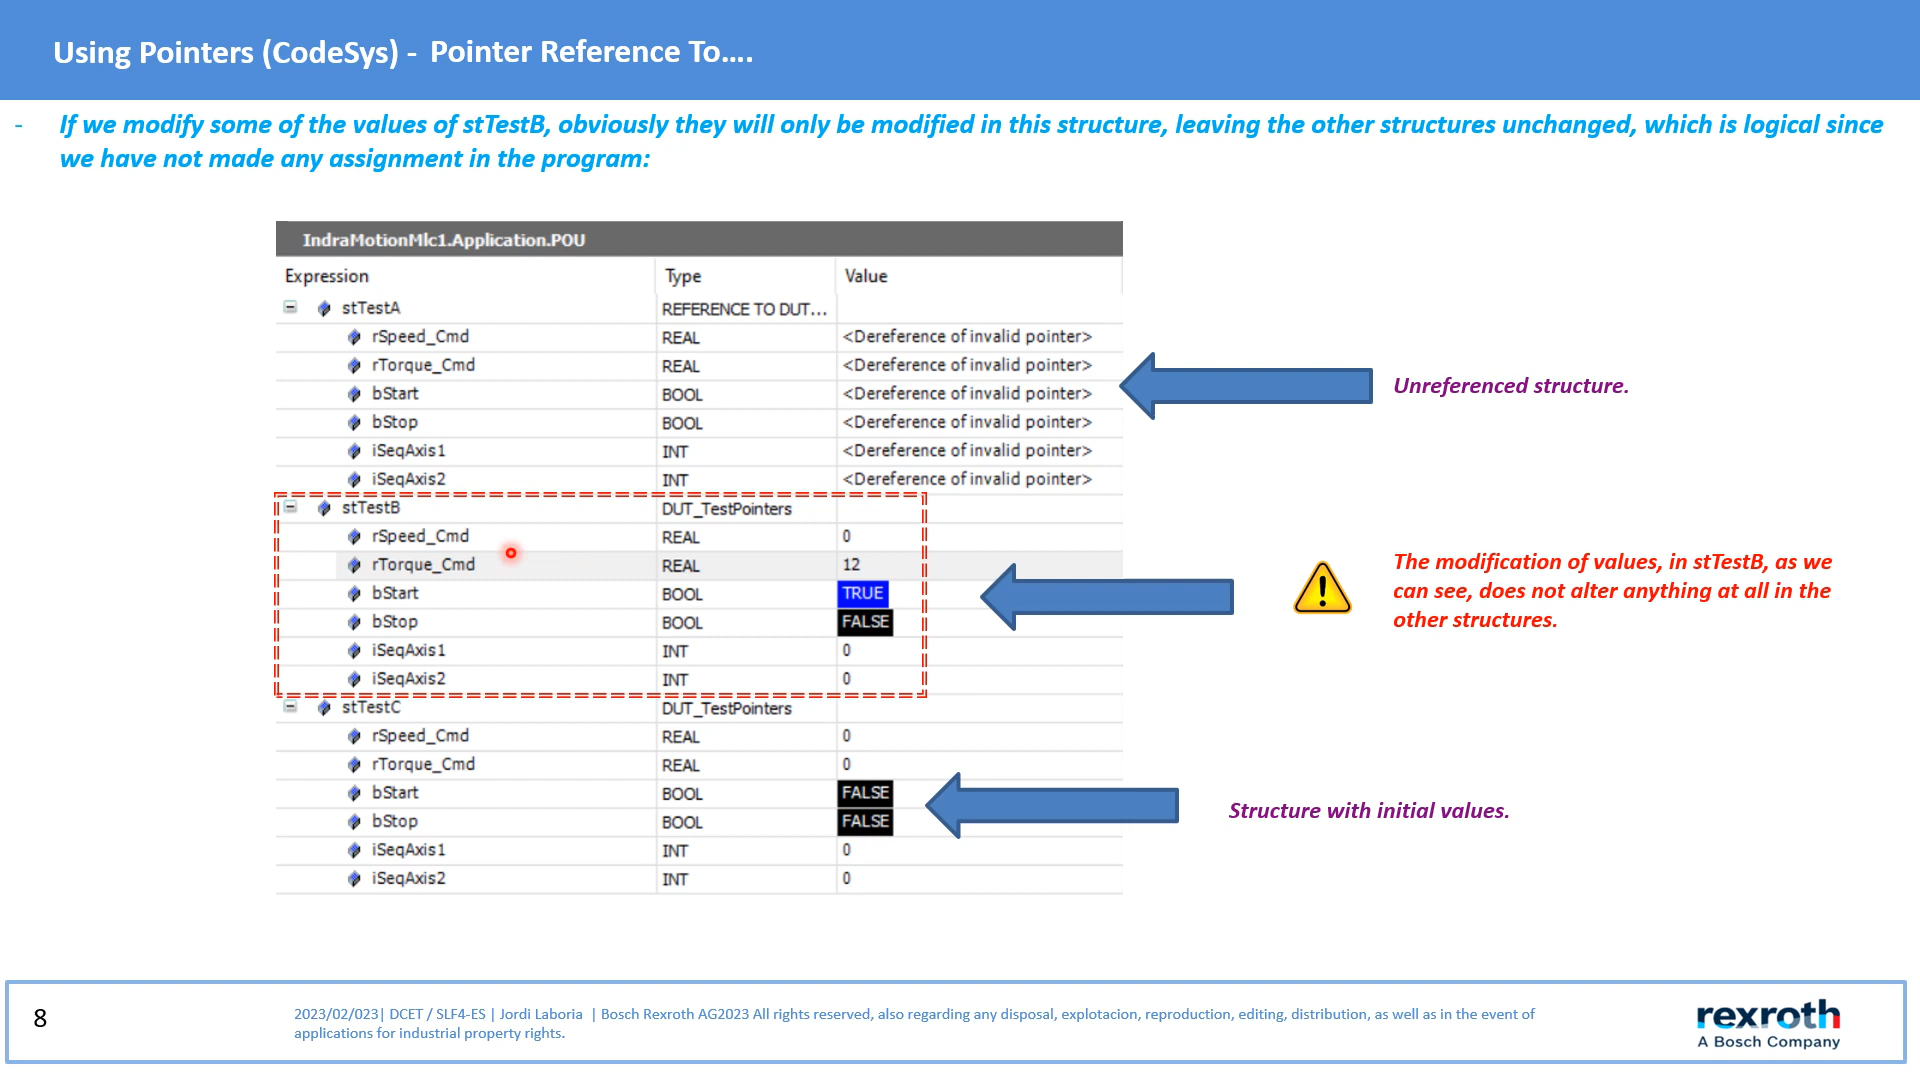 Using Pointers (CodeSys) - Pointer Reference To....
- If we modify some of the values of stTestB, obviously they will only be modified in this structure, leaving the other structures unchanged, which is logical since
we have not made any assignment in the program:
IndraMotionMlc1.Application.POU
Expression Type Value
stTestA REFERENCE TO DUT...
rSpeed_Cmd REAL <Dereference of invalid pointer>
rTorque_Cmd REAL <Dereference of invalid pointer>
bStart BOOL <Dereference of invalid pointer>
Unreferenced structure.
bStop BOOL <Dereference of invalid pointer>
iSeqAxis1 INT <Dereference of invalid pointer>
iSeqAxis2 INT <Dereference of invalid pointer>
stTestB DUT_TestPointers
rSpeed_Cmd REAL 0
rTorque_Cmd REAL 12
bStart BOOL TRUE
bStop BOOL FALSE
iSeqAxis1 INT 0
iSeqAxis2 INT 0
The modification of values, in stTestB, as we
can see, does not alter anything at all in the
other structures.
stTestC DUT_TestPointers
rSpeed_Cmd REAL 0
rTorque_Cmd REAL 0
bStart BOOL FALSE
bStop BOOL FALSE
iSeqAxis1 INT 0
iSeqAxis2 INT 0
Structure with initial values.
8
2023/02/023| DCET / SLF4-ES | Jordi Laboria | Bosch Rexroth AG2023 All rights reserved, also regarding any disposal, explotacion, reproduction, editing, distribution, as well as in the event of
applications for industrial property rights.
rexroth
A Bosch Company